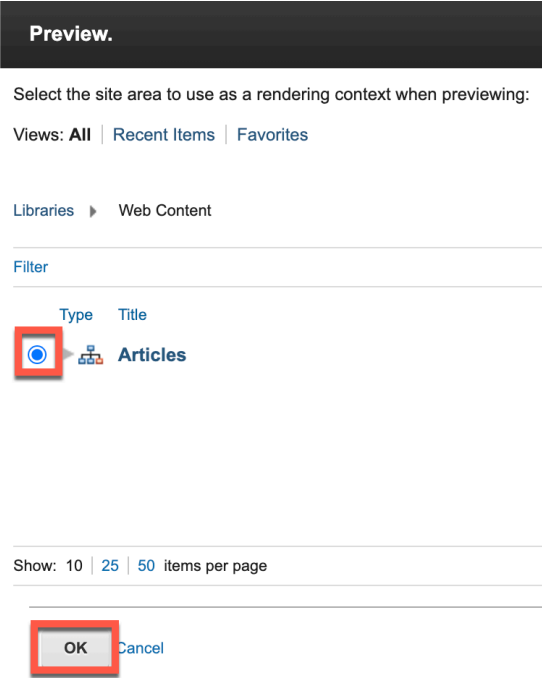 Preview.
Select the site area to use as a rendering context when previewing:
Views: All Recent Items Favorites
Libraries Web Content
Filter
Type Title
Articles
Show: 10 25 50 items per page
OK Cancel